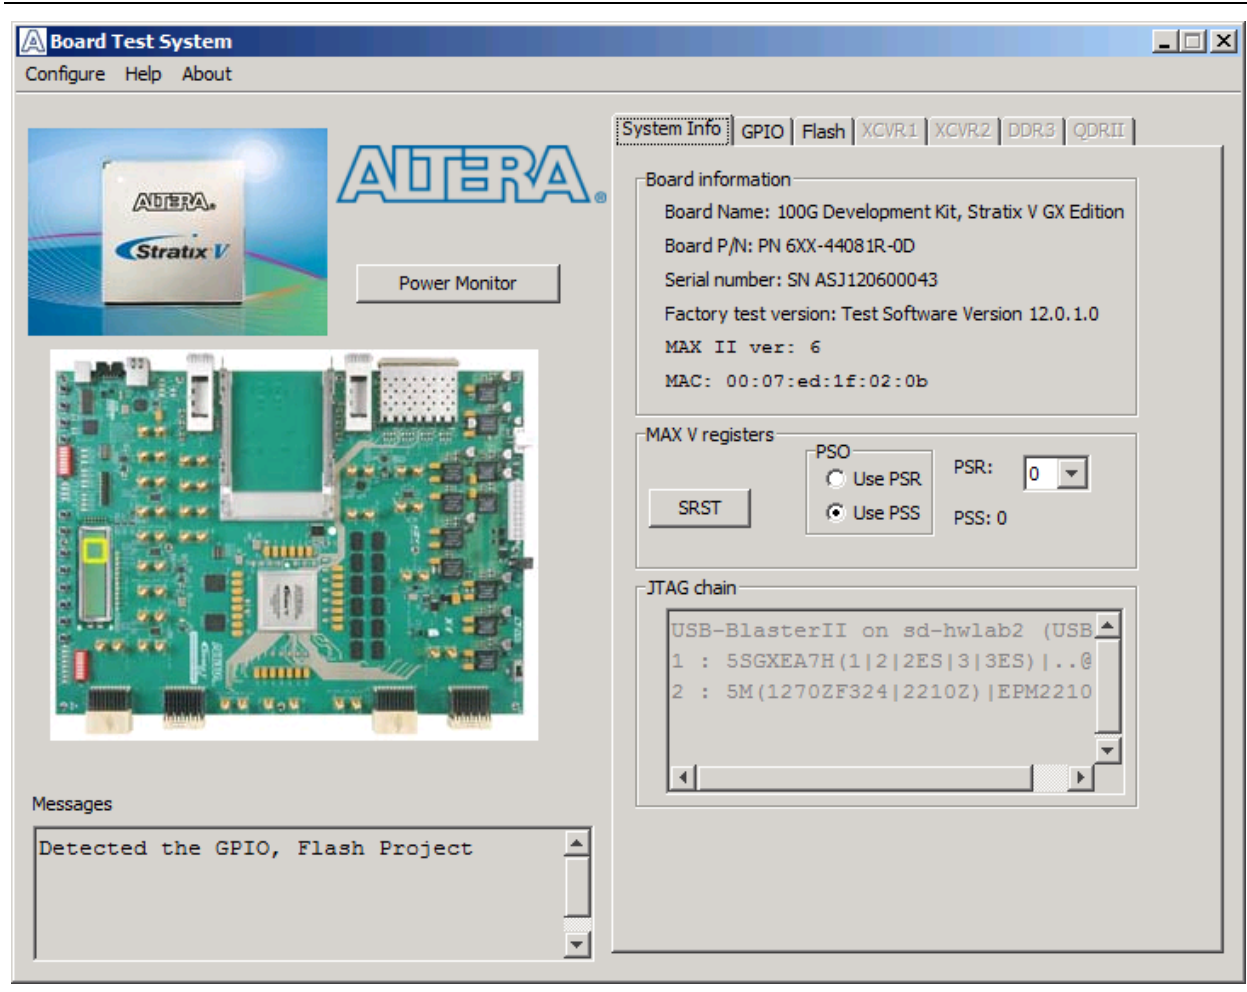 Board Test System
Configure Help About
ALTERA®
Stratix V
ALTERA®
Power Monitor
System Info GPIO Flash XCVR1 XCVR2 DDR3 QDRII
Board information
Board Name: 100G Development Kit, Stratix V GX Edition
Board P/N: PN 6XX-44081R-0D
Serial number: SN ASJ120600043
Factory test version: Test Software Version 12.0.1.0
MAX II ver: 6
MAC: 00:07:ed:1f:02:0b
MAX V registers
SRST
PSO
Use PSR
Use PSS
PSR: 0
PSS: 0
JTAG chain
USB-BlasterII on sd-hwlab2 (USB
1 : 5SGXEA7H(1|2|2ES|3|3ES)|..@
2 : 5M(1270ZF324|2210Z)|EPM2210
Messages
Detected the GPIO, Flash Project